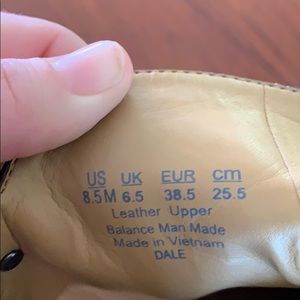 US UK EUR cm
8.5M 6.5 38.5 25.5
Leather Upper
Balance Man Made
Made in Vietnam
DALE